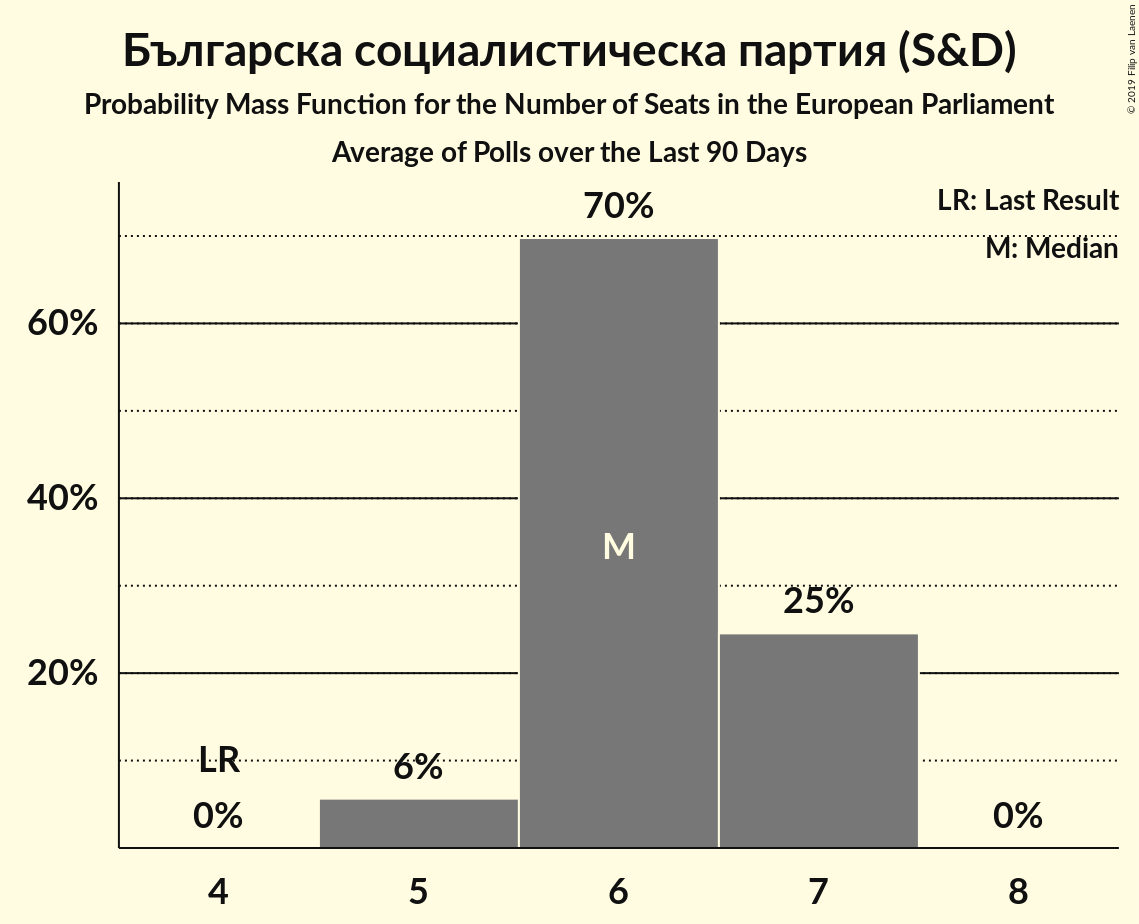 Българска социалистическа партия (S&D)
Probability Mass Function for the Number of Seats in the European Parliament
Average of Polls over the Last 90 Days
© 2019 Filip van Laenen
LR: Last Result
M: Median
70%
60%
40%
M
25%
20%
LR
6%
0%
0%
4 5 6 7 8